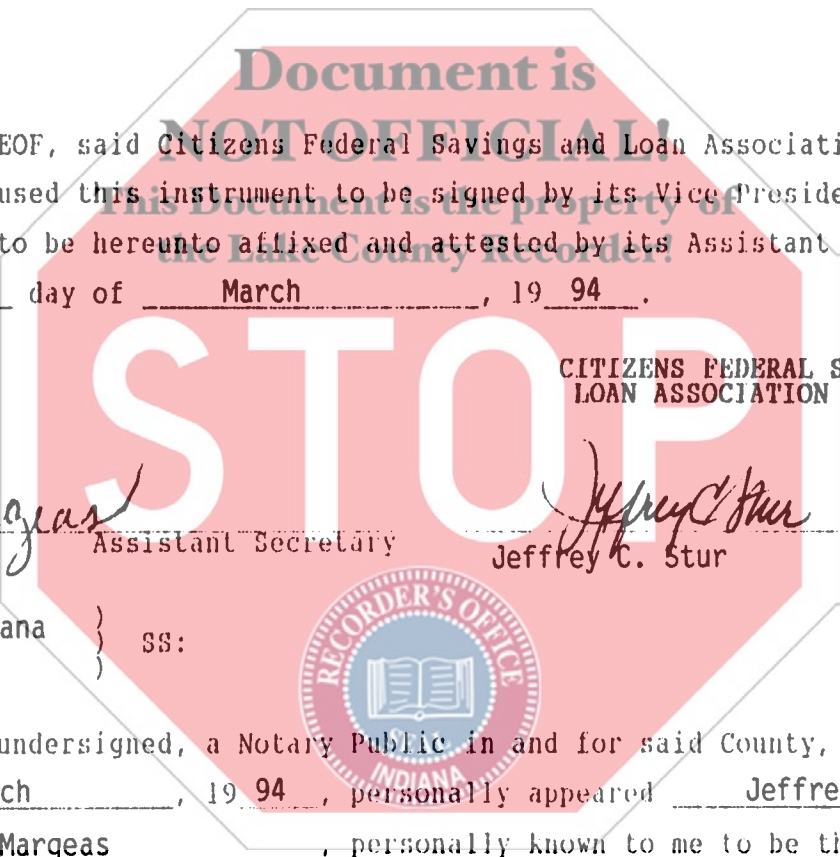 Document is
NOT OFFICIAL!
EOF, said Citizens Federal Savings and Loan Associati
used this instrument to be signed by its Vice Preside
This Document is the property of
to be hereunto affixed and attested by its Assistant
the Lake County Recorder!
day of March, 19 94.
STOP
CITIZENS FEDERAL S
LOAN ASSOCIATION
geas
Jeffrey C Stur
Assistant Secretary
Jeffrey C. Stur
ana ) SS:
RECORDER'S OFFICE
SEAL
INDIANA
undersigned, a Notary Public in and for said County,
ch, 19 94, personally appeared Jeffre
Margeas, personally known to me to be th